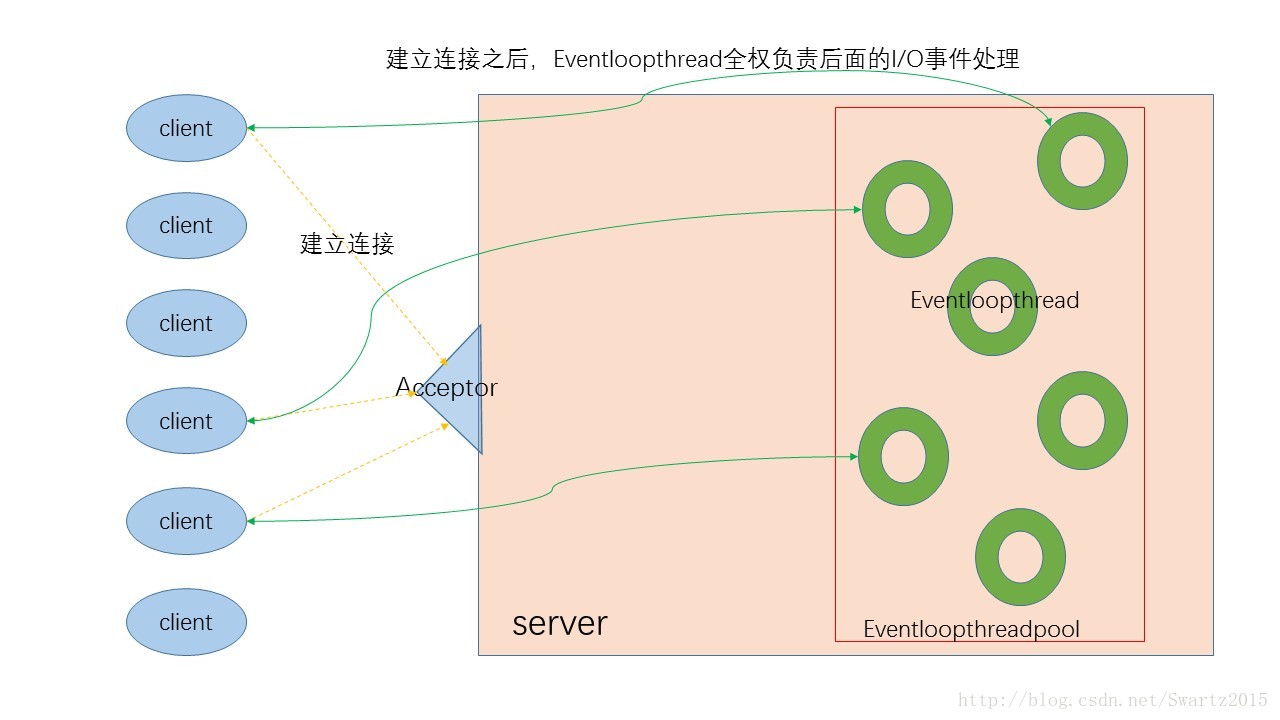 建立连接之后，Eventloopthread全权负责后面的I/O事件处理
client
client
建立连接
client
Eventloopthread
Acceptor
client
client
client
server
Eventloopthreadpool
http://blog.csdn.net/Swartz2015